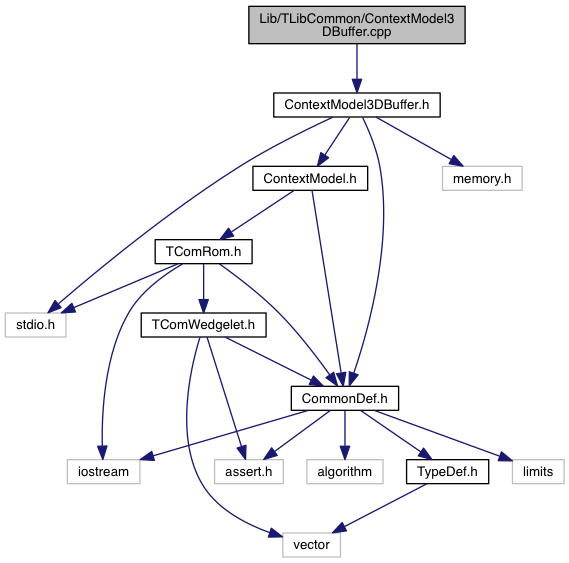 Lib/TLibCommon/ContextModel3
DBuffer.cpp
ContextModel3DBuffer.h
ContextModel.h
memory.h
TComRom.h
stdio.h
TComWedgelet.h
CommonDef.h
iostream
assert.h
algorithm
TypeDef.h
limits
vector